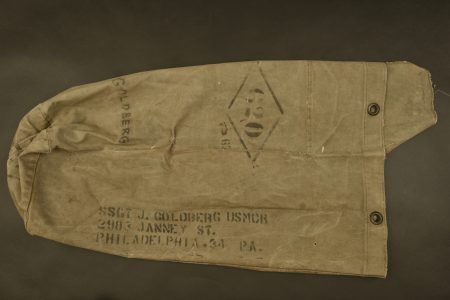 GOLDBERG
SSGT J. GOLDBERG USMCR
2903 JANNEY ST.
PHILADELPHIA-34 PA.